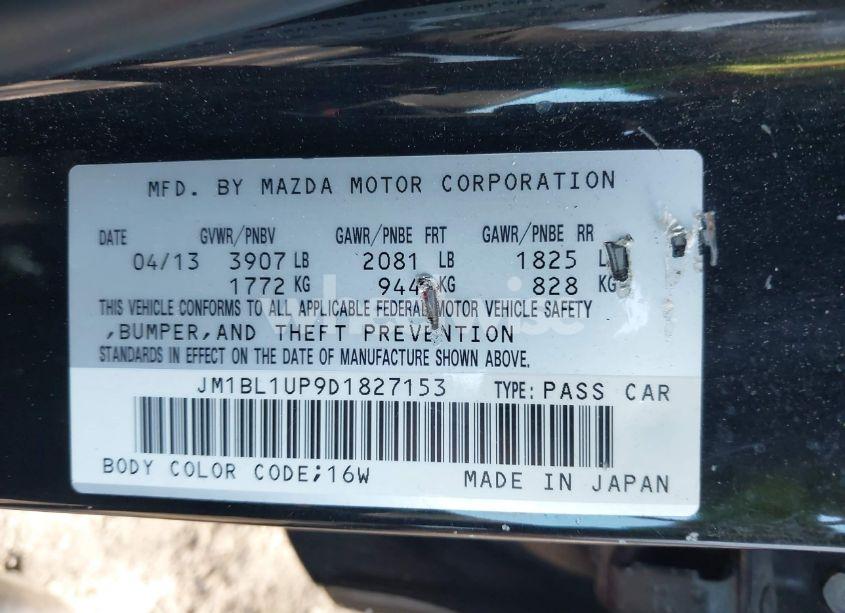 MFD. BY MAZDA MOTOR CORPORATION
DATE GVWR/PNBV GAWR/PNBE FRT GAWR/PNBE RR
04/13 3907 LB 2081 LB 1825
1772 KG 944 KG 828 KG
THIS VEHICLE CONFORMS TO ALL APPLICABLE FEDERAL MOTOR VEHICLE SAFETY
,BUMPER,AND THEFT PREVENTION
STANDARDS IN EFFECT ON THE DATE OF MANUFACTURE SHOWN ABOVE.
JM1BL1UP9D1827153 TYPE: PASS CAR
BODY COLOR CODE;16W MADE IN JAPAN